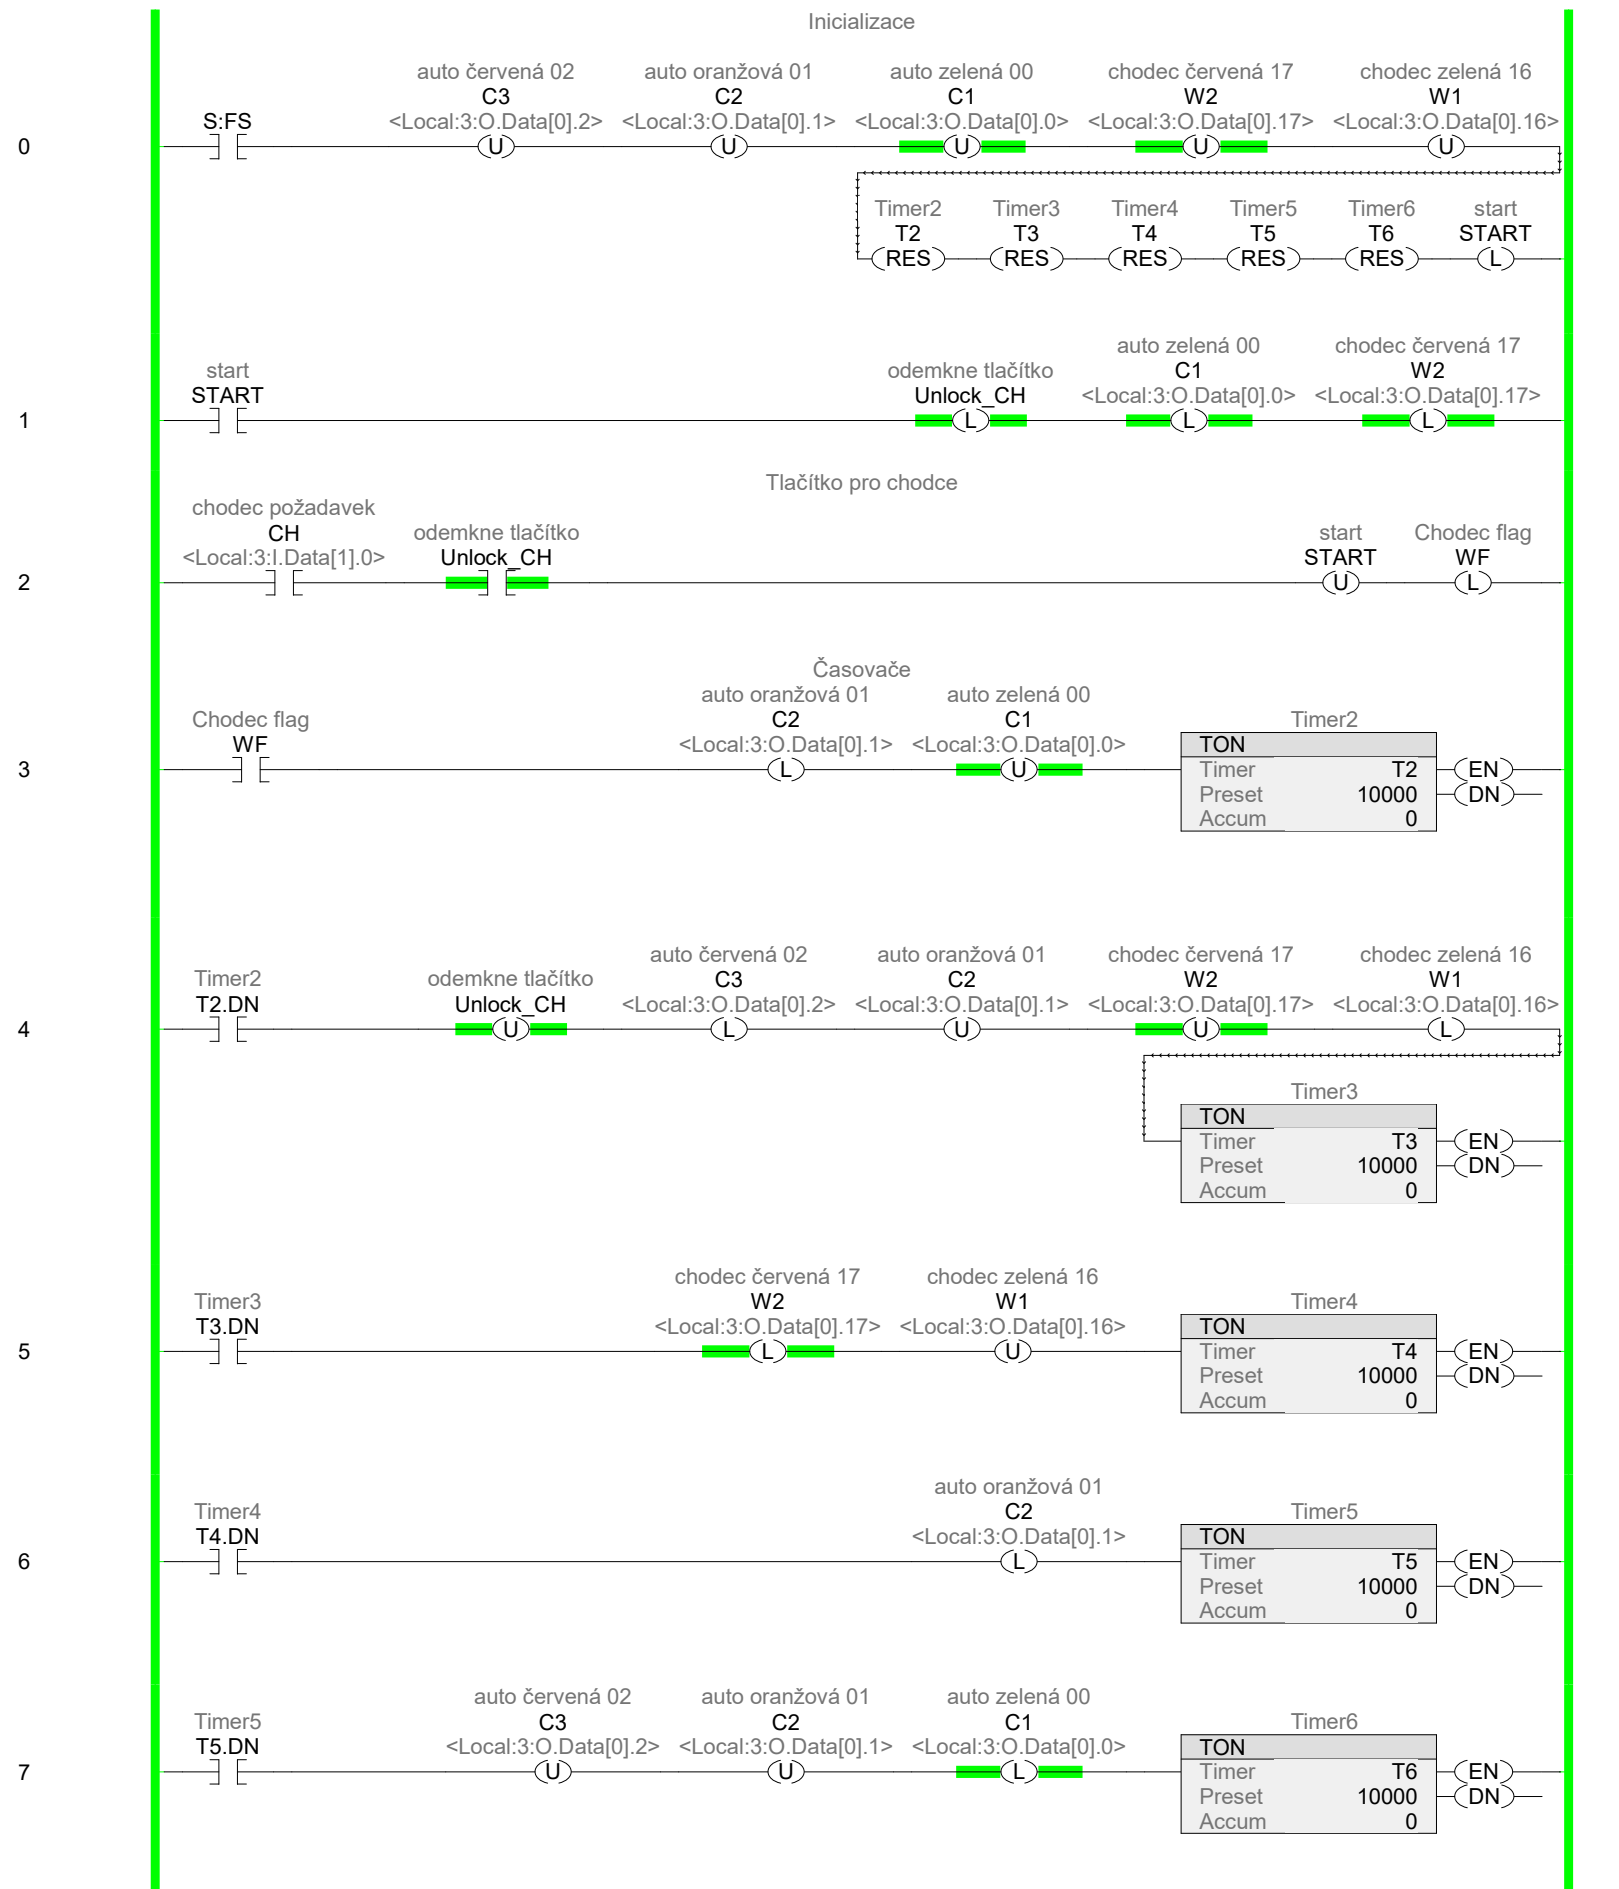 Inicializace
auto červená 02 auto oranžová 01 auto zelená 00 chodec červená 17 chodec zelená 16
C3 C2 C1 W2 W1
S:FS <Local:3:O.Data[0].2> <Local:3:O.Data[0].1> <Local:3:O.Data[0].0> <Local:3:O.Data[0].17> <Local:3:O.Data[0].16>
0 U U U U U
Timer2 Timer3 Timer4 Timer5 Timer6 start
T2 T3 T4 T5 T6 START
RES RES RES RES RES L
auto zelená 00 chodec červená 17
start odemkne tlačítko C1 W2
START Unlock_CH <Local:3:O.Data[0].0> <Local:3:O.Data[0].17>
1 L L L
Tlačítko pro chodce
chodec požadavek
CH odemkne tlačítko start Chodec flag
<Local:3:I.Data[1].0> Unlock_CH START WF
2 U L
Časovače
auto oranžová 01 auto zelená 00
Chodec flag C2 C1 Timer2
WF <Local:3:O.Data[0].1> <Local:3:O.Data[0].0> TON
3 L U Timer T2 EN
Preset 10000 DN
Accum 0
auto červená 02 auto oranžová 01 chodec červená 17 chodec zelená 16
Timer2 odemkne tlačítko C3 C2 W2 W1
T2.DN Unlock_CH <Local:3:O.Data[0].2> <Local:3:O.Data[0].1> <Local:3:O.Data[0].17> <Local:3:O.Data[0].16>
4 U L U U L
Timer3
TON
Timer T3 EN
Preset 10000 DN
Accum 0
chodec červená 17 chodec zelená 16
Timer3 W2 W1 Timer4
T3.DN <Local:3:O.Data[0].17> <Local:3:O.Data[0].16> TON
5 L U Timer T4 EN
Preset 10000 DN
Accum 0
auto oranžová 01
Timer4 C2 Timer5
T4.DN <Local:3:O.Data[0].1> TON
6 L Timer T5 EN
Preset 10000 DN
Accum 0
auto červená 02 auto oranžová 01 auto zelená 00
Timer5 C3 C2 C1 Timer6
T5.DN <Local:3:O.Data[0].2> <Local:3:O.Data[0].1> <Local:3:O.Data[0].0> TON
7 U U L Timer T6 EN
Preset 10000 DN
Accum 0